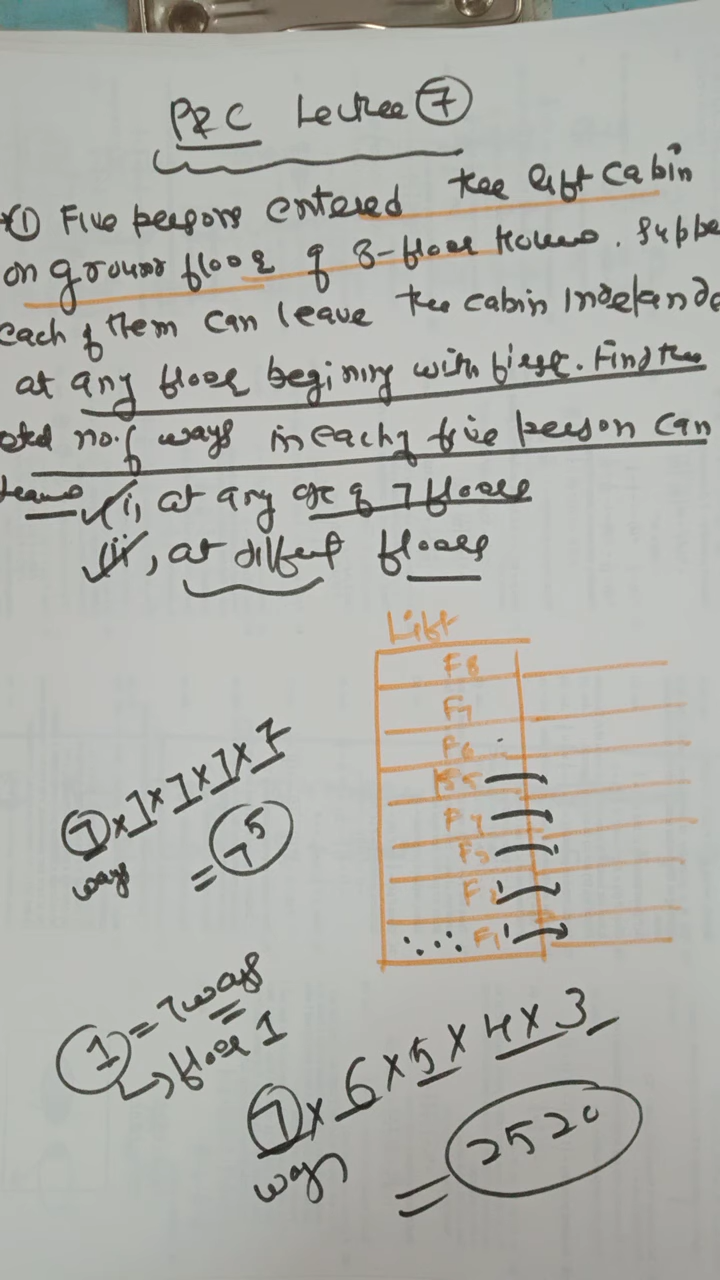 P&C Lecture 7
*① Five persons entered the lift cabin
on ground floor of 8-floor house. Suppose
each of them can leave the cabin Independe
at any floor begining with first. Find the
total no. of ways in each of five person can
leave (i) at any one of 7 floors
(ii), at diffent floors
Lift
F8
F7
F6
F5
F4
F3
F2
F1
7×7×7×7×7
ways = 7⁵
1 = 7 ways
↳ floor 1
7×6×5×4×3
ways
= 2520